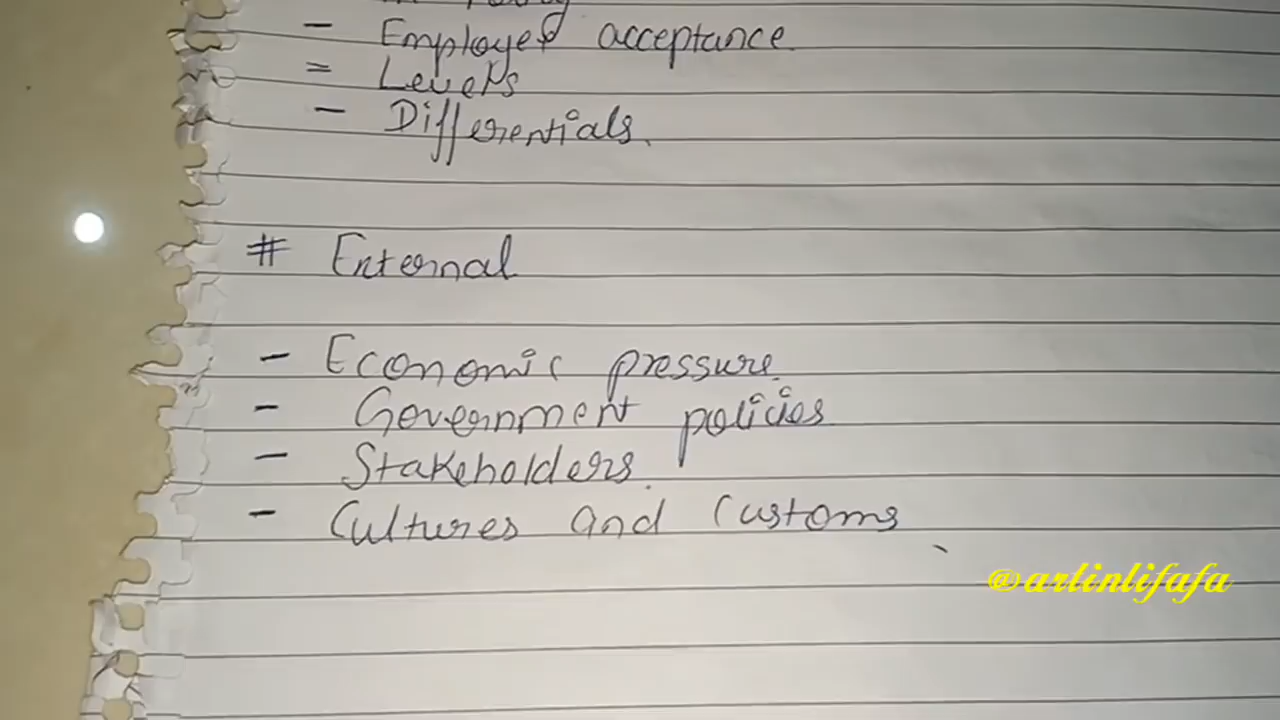 - Employee acceptance
= Levels
- Differentials.
# External
- Economic pressure.
- Government policies
- Stakeholders.
- Cultures and Customs
@artinlifafa